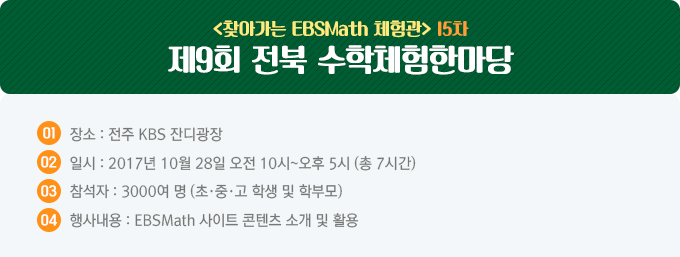 <찾아가는 EBSMath 체험관> 15차
제9회 전북 수학체험한마당
01 장소 : 전주 KBS 잔디광장
02 일시 : 2017년 10월 28일 오전 10시~오후 5시 (총 7시간)
03 참석자 : 3000여 명 (초·중·고 학생 및 학부모)
04 행사내용 : EBSMath 사이트 콘텐츠 소개 및 활용